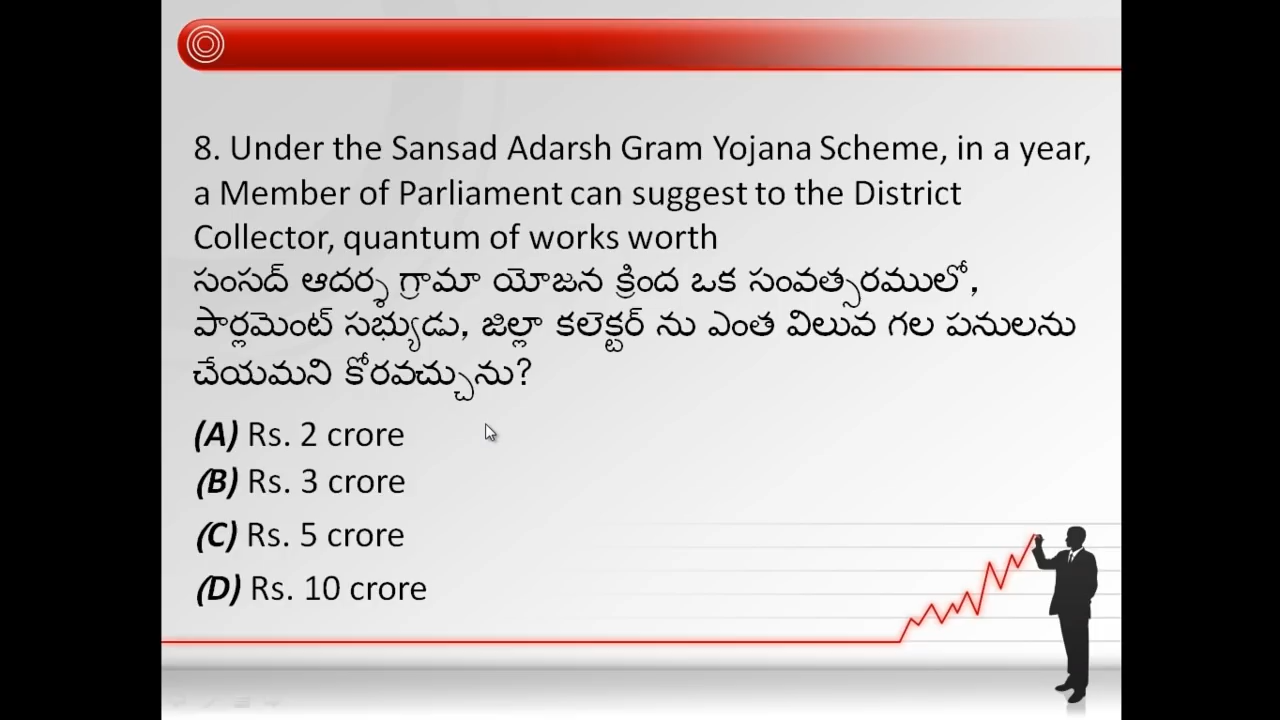 8. Under the Sansad Adarsh Gram Yojana Scheme, in a year,
a Member of Parliament can suggest to the District
Collector, quantum of works worth
సంసద్ ఆదర్శ గ్రామా యోజన క్రింద ఒక సంవత్సరములో,
పార్లమెంట్ సభ్యుడు, జిల్లా కలెక్టర్ ను ఎంత విలువ గల పనులను
చేయమని కోరవచ్చును?
(A) Rs. 2 crore
(B) Rs. 3 crore
(C) Rs. 5 crore
(D) Rs. 10 crore